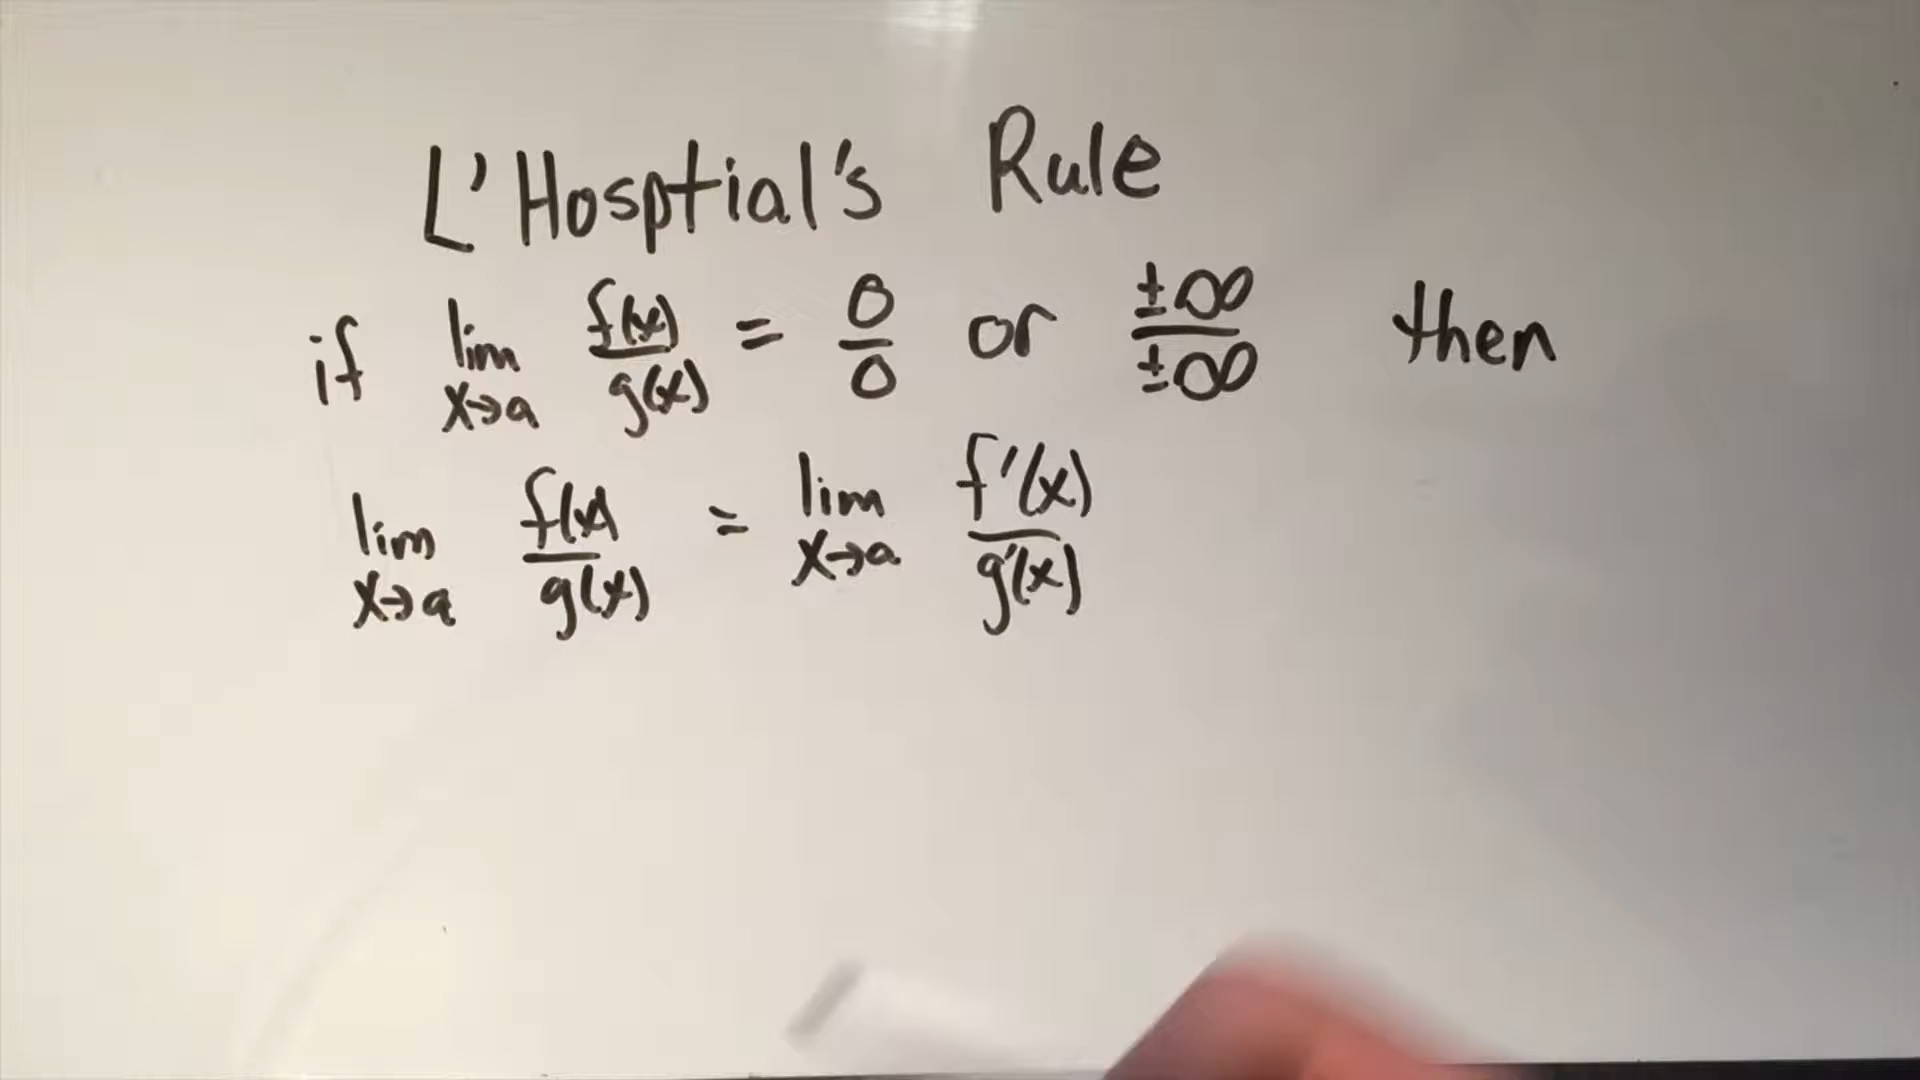 L'Hosptial's Rule
if lim x→a f(x)/g(x) = 0/0 or ±∞/±∞ then
lim x→a f(x)/g(x) = lim x→a f'(x)/g'(x)